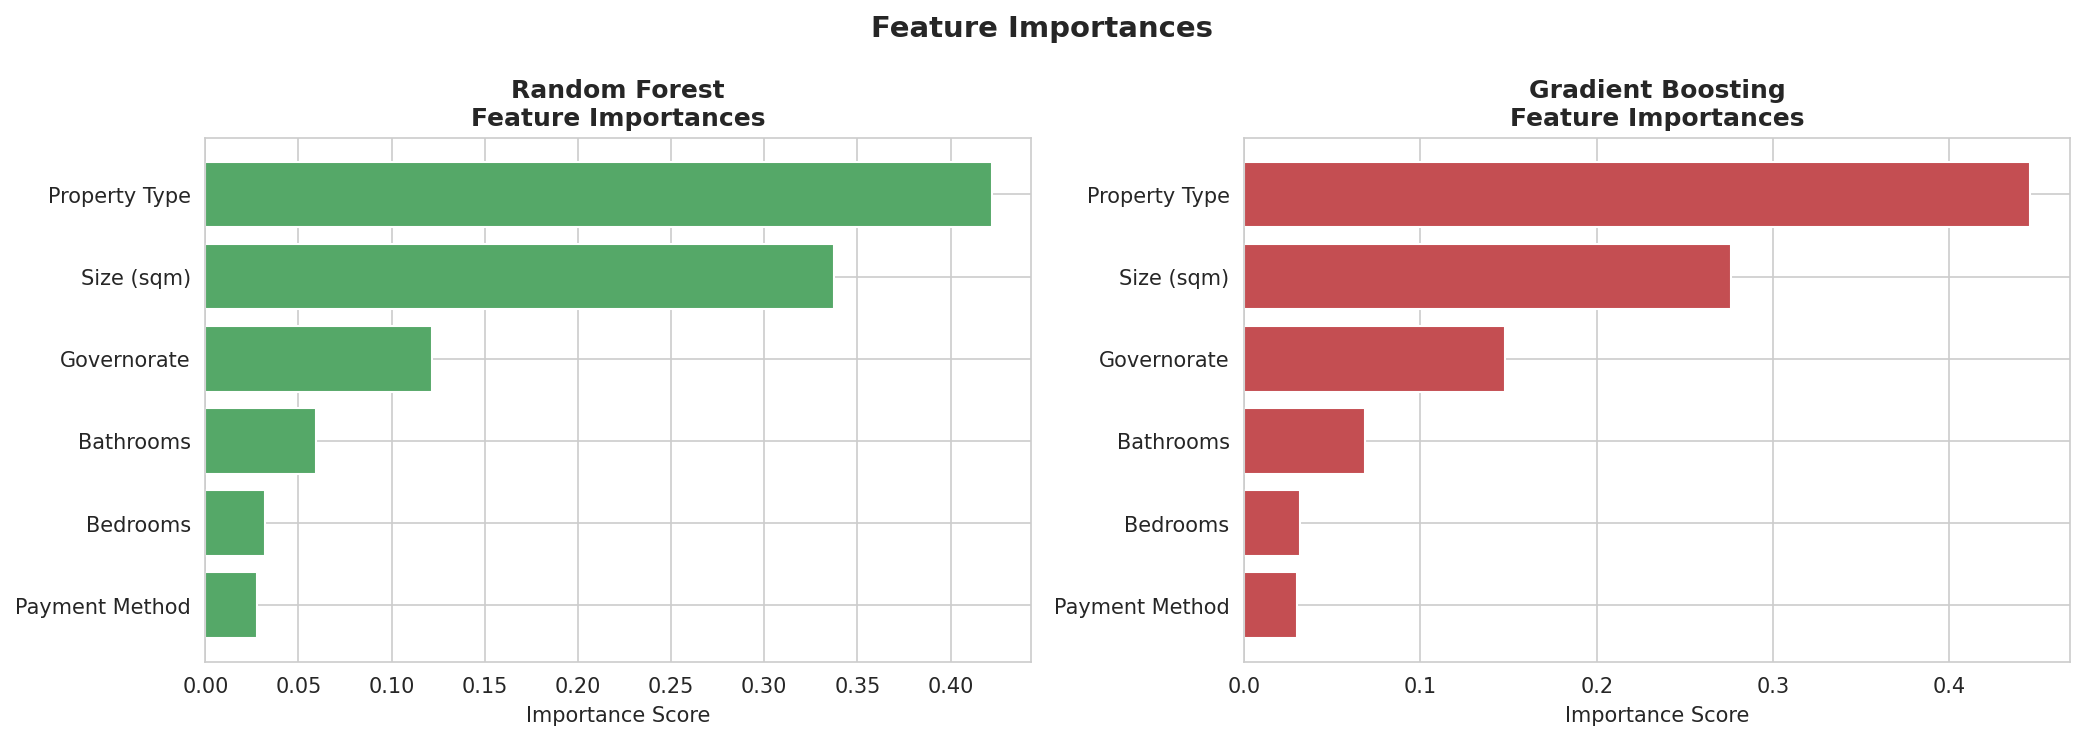 Feature Importances
Random Forest
Feature Importances
Property Type
Size (sqm)
Governorate
Bathrooms
Bedrooms
Payment Method
0.00 0.05 0.10 0.15 0.20 0.25 0.30 0.35 0.40
Importance Score
Gradient Boosting
Feature Importances
Property Type
Size (sqm)
Governorate
Bathrooms
Bedrooms
Payment Method
0.0 0.1 0.2 0.3 0.4
Importance Score